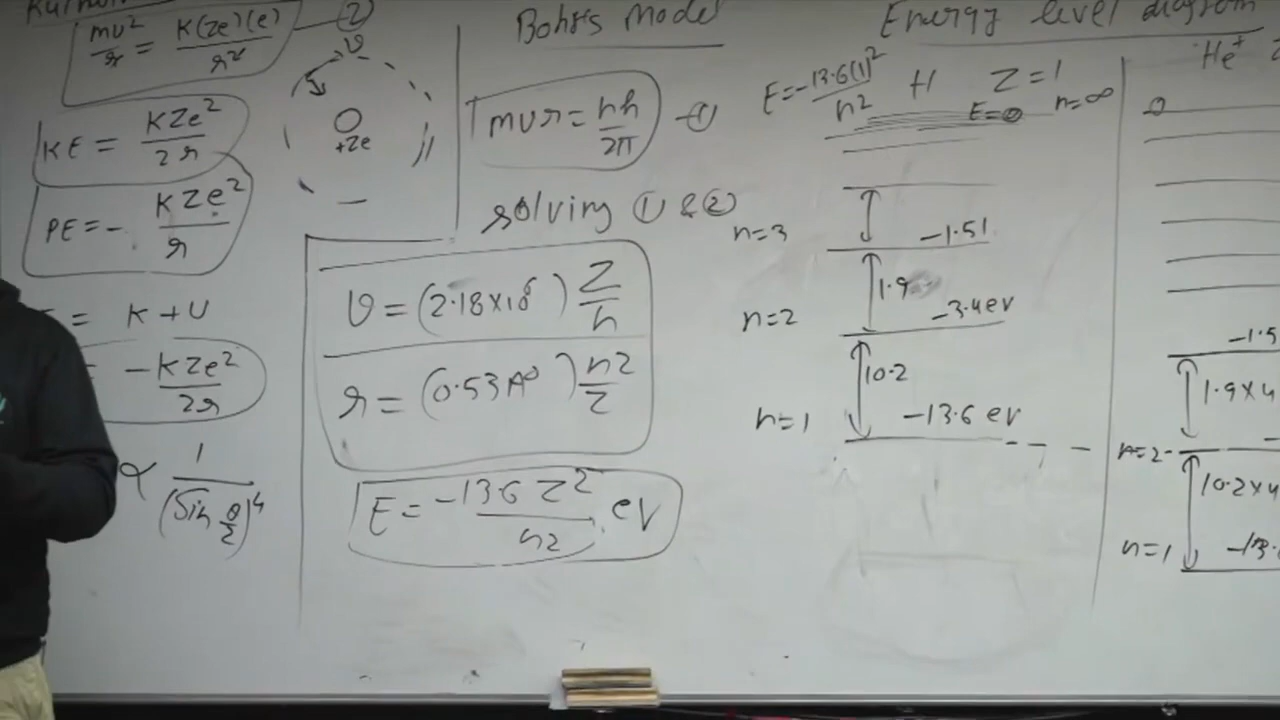 mv²/r = K(Ze)(e)/r² — ②
v
+Ze
KE = KZe²/2r
PE = - KZe²/r
= K + U
= -KZe²/2r
α 1/(Sin θ/2)⁴
Bohr's Model
mvr = nh/2π —①
solving ① & ②
v = (2.18×10⁶) Z/n
r = (0.53 A°) n2/Z
E = -13.6 Z²/n2 ev
Energy level diagram
E = -13.6(1)²/n² H Z = 1
E=0 n=∞
n=3 -1.51
1.9
n=2 -3.4ev
10.2
n=1 -13.6 ev
He⁺
0
-1.5
1.9×4
n=2
10.2×4
n=1 -13.